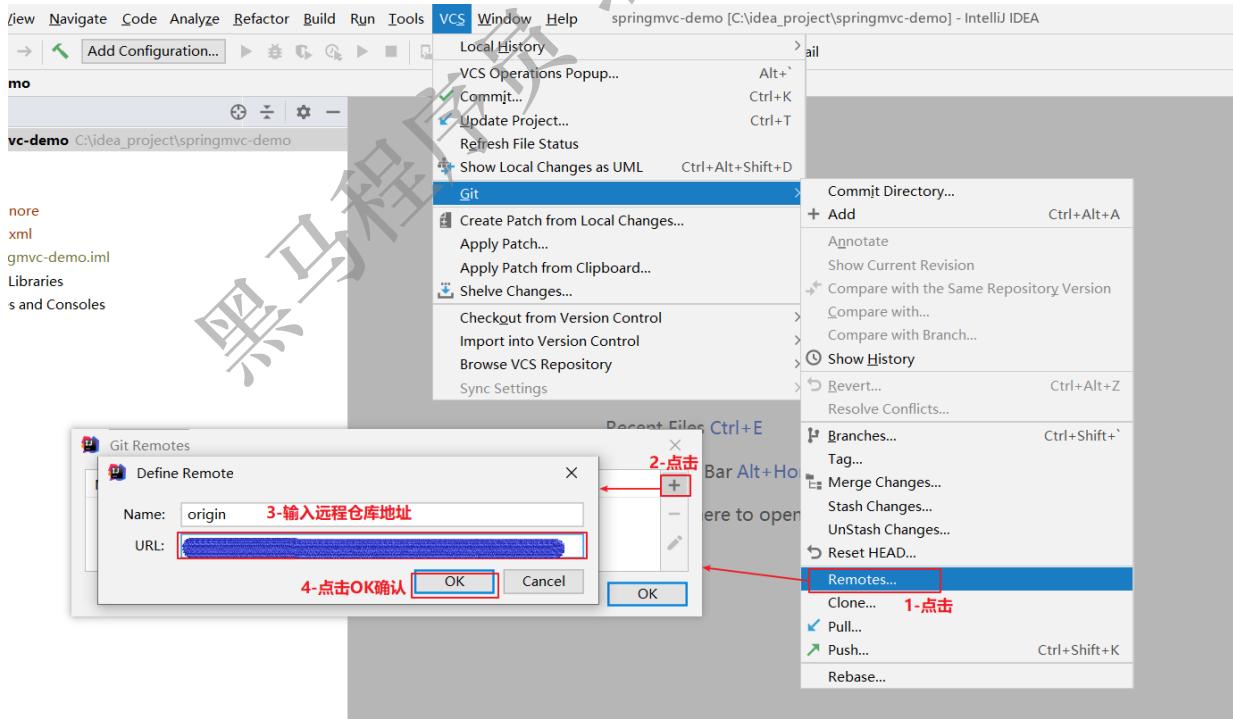 View Navigate Code Analyze Refactor Build Run Tools VCS Window Help springmvc-demo [C:\idea_project\springmvc-demo] - IntelliJ IDEA
Add Configuration...
ail
mo
vc-demo C:\idea_project\springmvc-demo
nore
xml
gmvc-demo.iml
Libraries
s and Consoles
Local History
VCS Operations Popup... Alt+`
Commit... Ctrl+K
Update Project... Ctrl+T
Refresh File Status
Show Local Changes as UML Ctrl+Alt+Shift+D
Git
Create Patch from Local Changes...
Apply Patch...
Apply Patch from Clipboard...
Shelve Changes...
Checkout from Version Control
Import into Version Control
Browse VCS Repository
Sync Settings
Commit Directory...
Add Ctrl+Alt+A
Annotate
Show Current Revision
Compare with the Same Repository Version
Compare with...
Compare with Branch...
Show History
Revert... Ctrl+Alt+Z
Resolve Conflicts...
Branches... Ctrl+Shift+`
Tag...
Merge Changes...
Stash Changes...
UnStash Changes...
Reset HEAD...
Remotes...
1-点击
Clone...
Pull...
Push... Ctrl+Shift+K
Rebase...
Recent Files Ctrl+E
Bar Alt+Ho
ere to open
Git Remotes
2-点击
Define Remote
Name: origin
3-输入远程仓库地址
URL:
4-点击OK确认
OK Cancel
OK
黑马程序员